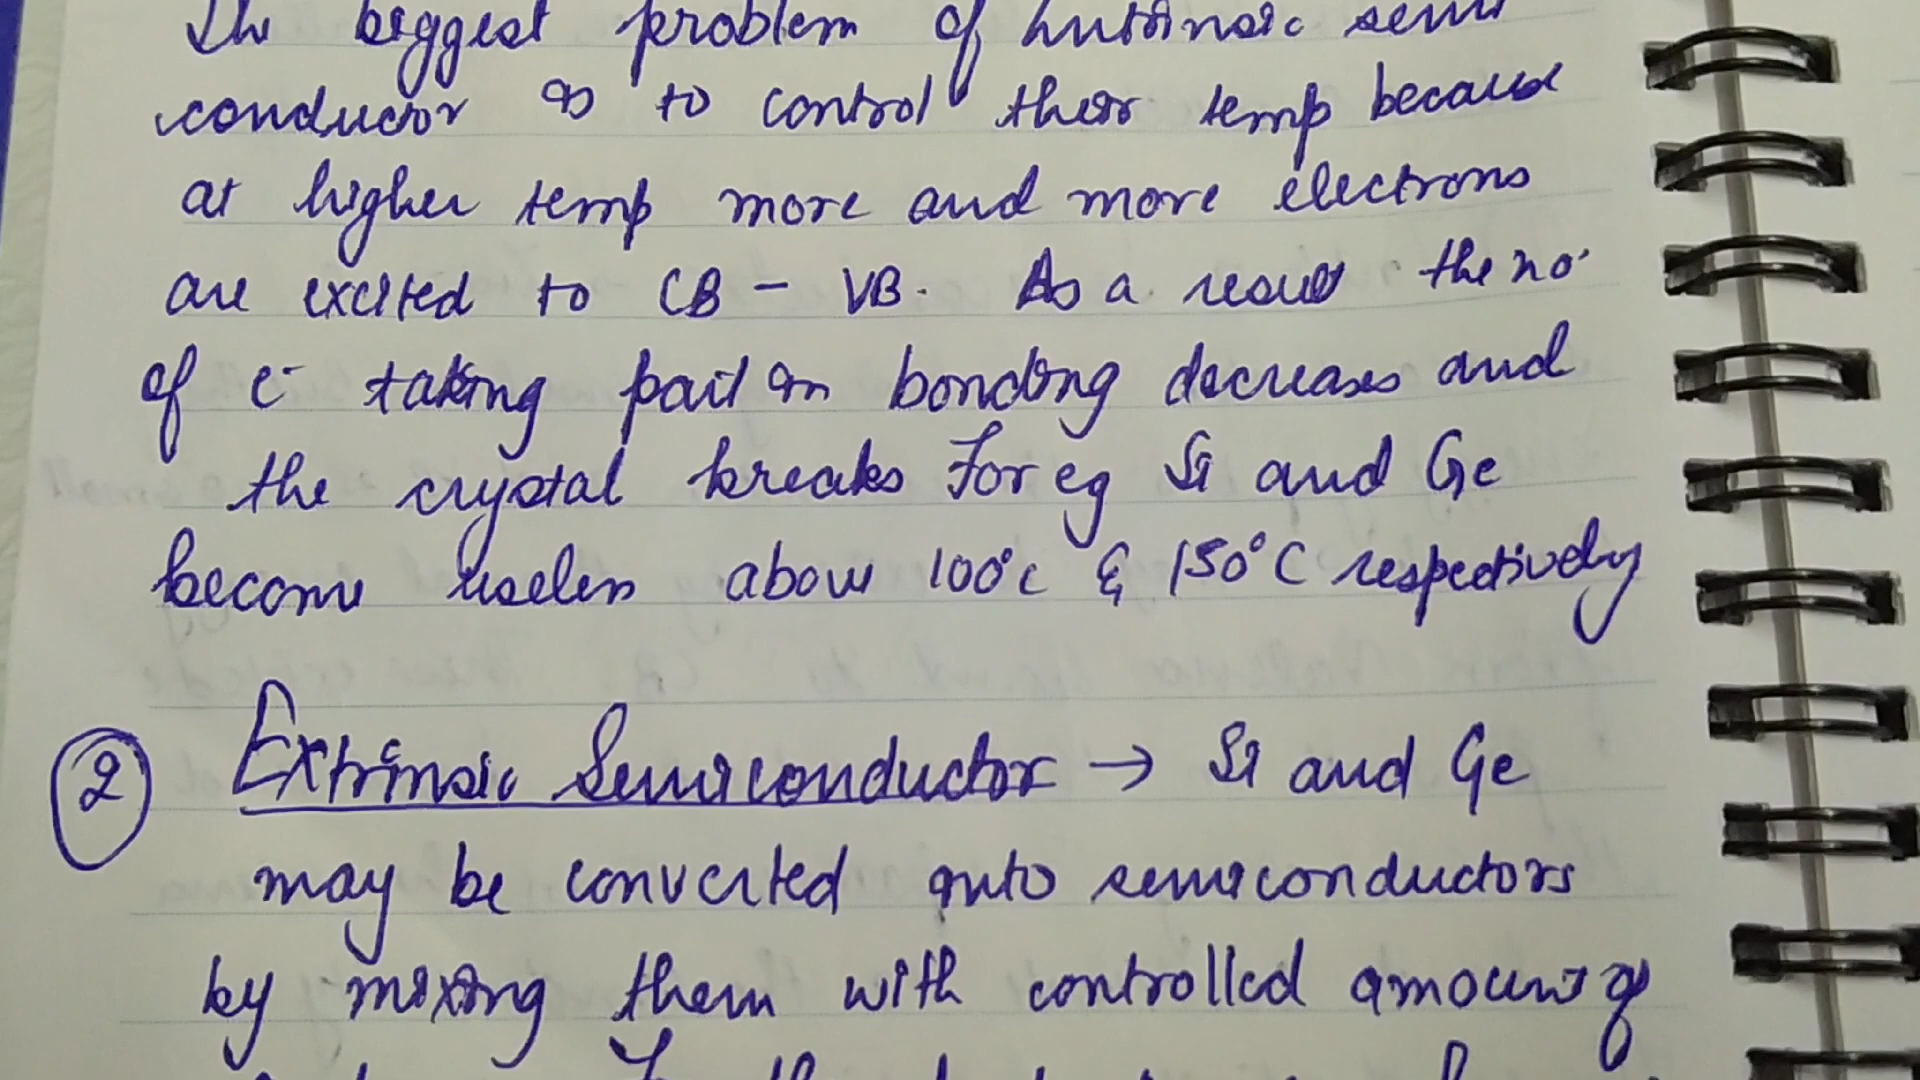 The biggest problem of Intrinsic semi
conductor is to control their temp because
at higher temp more and more electrons
are excited to CB - VB. As a result the no.
of e- taking part in bonding decreases and
the crystal breaks For eg Si and Ge
become useless above 100°C & 150°C respectively
2 Extrinsic Semiconductor → Si and Ge
may be converted into semiconductors
by mixing them with controlled amount of